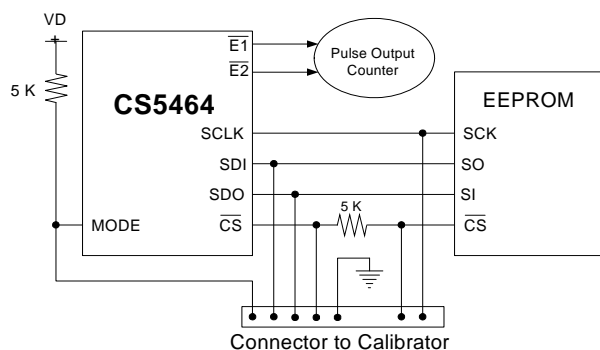 VD
5 K
CS5464
E1
E2
Pulse Output
Counter
EEPROM
SCLK
SCK
SDI
SO
SDO
SI
5 K
MODE
CS
CS
Connector to Calibrator